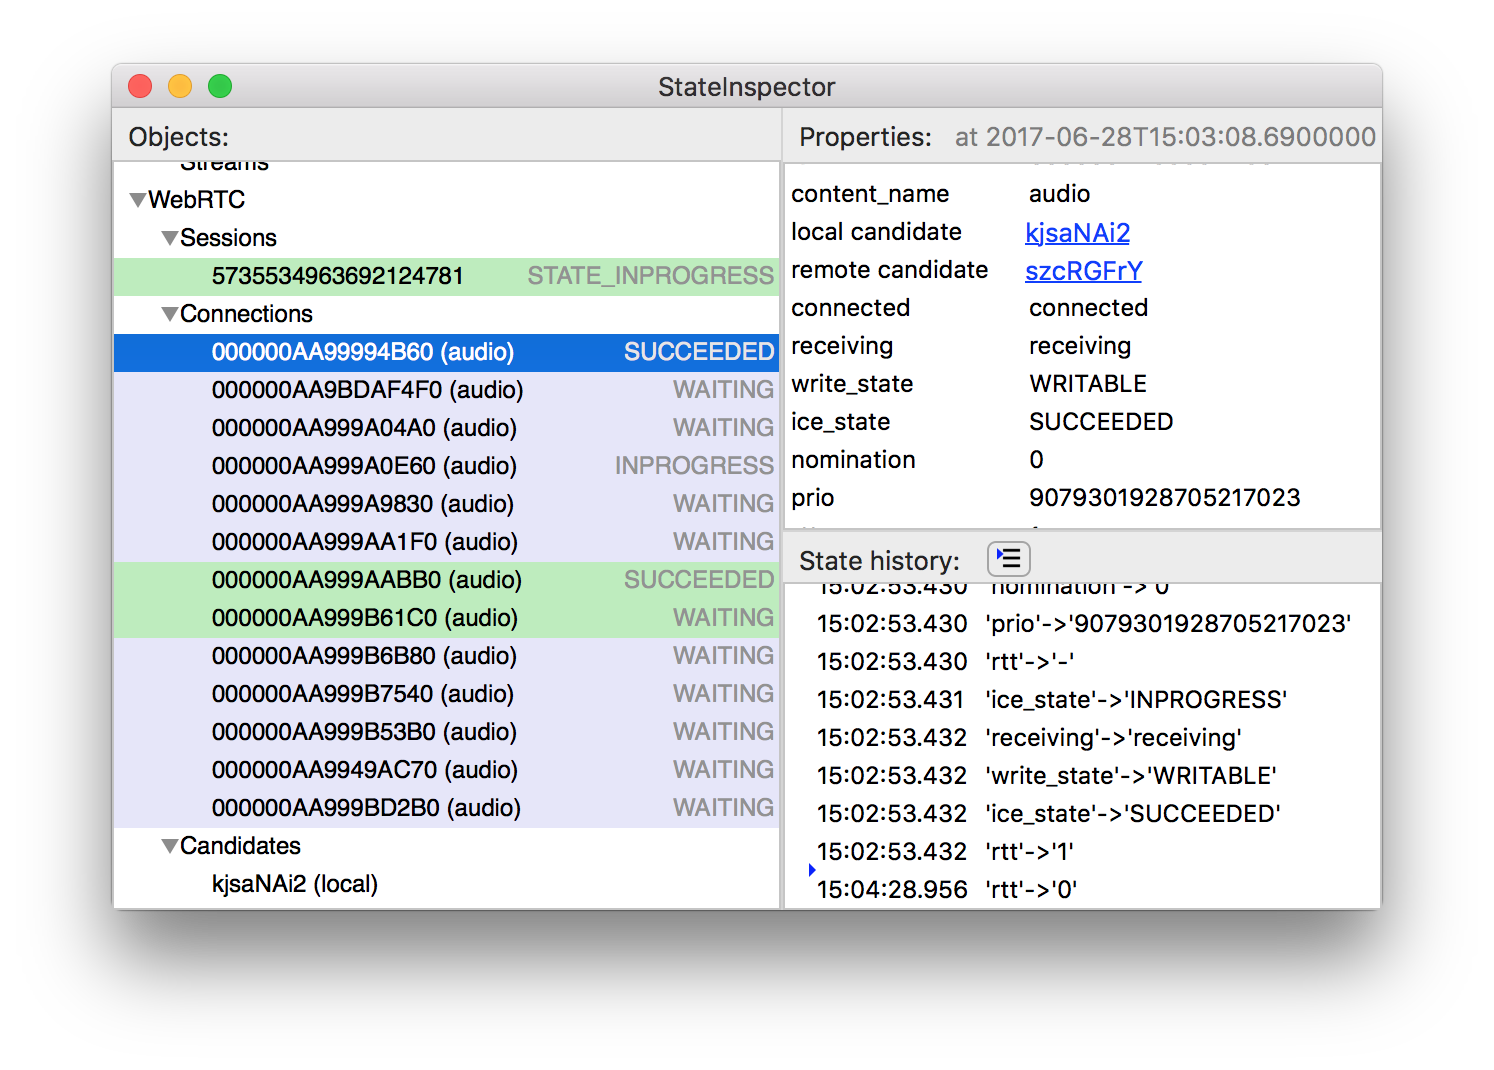 StateInspector
Objects:
Streams
WebRTC
Sessions
5735534963692124781 STATE_INPROGRESS
Connections
000000AA99994B60 (audio) SUCCEEDED
000000AA9BDAF4F0 (audio) WAITING
000000AA999A04A0 (audio) WAITING
000000AA999A0E60 (audio) INPROGRESS
000000AA999A9830 (audio) WAITING
000000AA999AA1F0 (audio) WAITING
000000AA999AABB0 (audio) SUCCEEDED
000000AA999B61C0 (audio) WAITING
000000AA999B6B80 (audio) WAITING
000000AA999B7540 (audio) WAITING
000000AA999B53B0 (audio) WAITING
000000AA9949AC70 (audio) WAITING
000000AA999BD2B0 (audio) WAITING
Candidates
kjsaNAi2 (local)
Properties: at 2017-06-28T15:03:08.6900000
content_name audio
local candidate kjsaNAi2
remote candidate szcRGFrY
connected connected
receiving receiving
write_state WRITABLE
ice_state SUCCEEDED
nomination 0
prio 9079301928705217023
State history:
15:02:53.430 'nomination'->'0'
15:02:53.430 'prio'->'9079301928705217023'
15:02:53.430 'rtt'->'-'
15:02:53.431 'ice_state'->'INPROGRESS'
15:02:53.432 'receiving'->'receiving'
15:02:53.432 'write_state'->'WRITABLE'
15:02:53.432 'ice_state'->'SUCCEEDED'
15:02:53.432 'rtt'->'1'
15:04:28.956 'rtt'->'0'